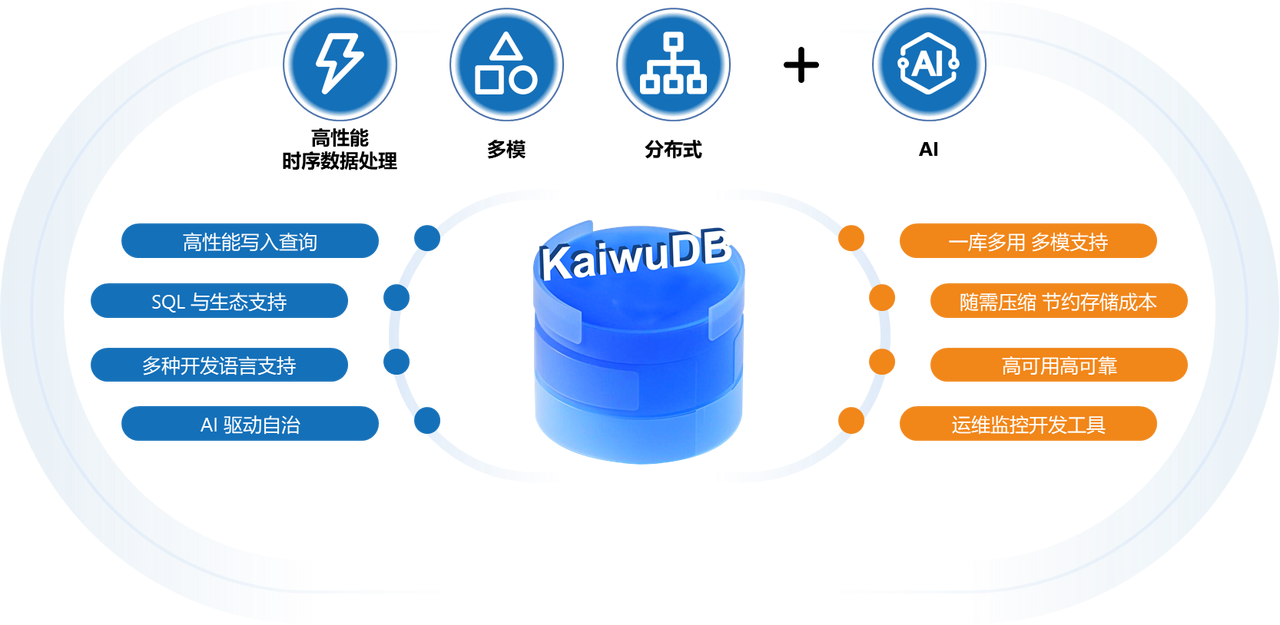 AI
高性能
时序数据处理
多模
分布式
AI
KaiwuDB
高性能写入查询
SQL 与生态支持
多种开发语言支持
AI 驱动自治
一库多用 多模支持
随需压缩 节约存储成本
高可用高可靠
运维监控开发工具